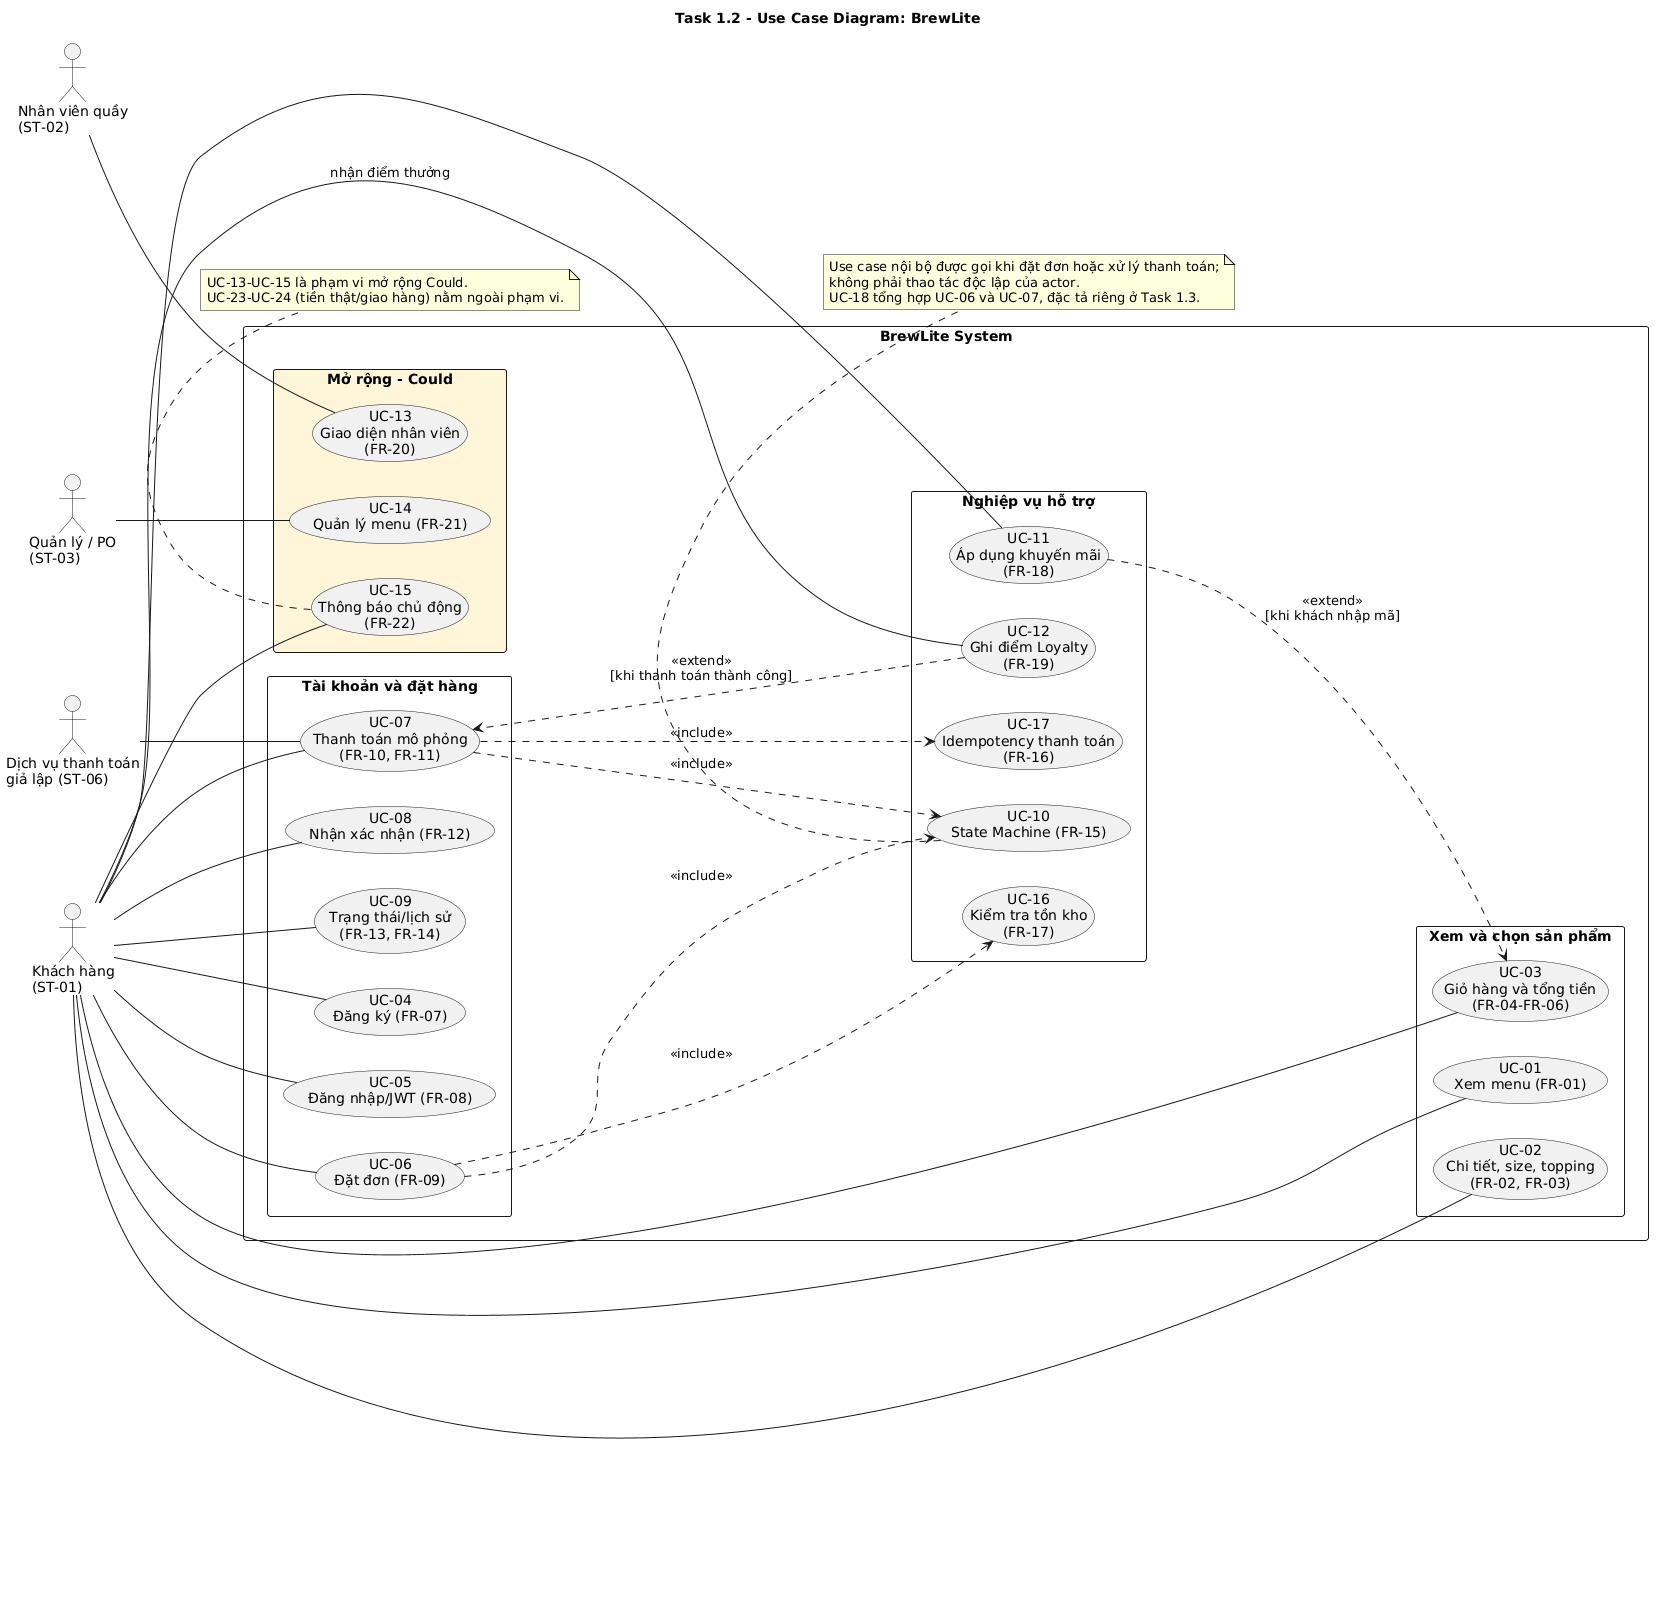 Task 1.2 - Use Case Diagram: BrewLite
Nhân viên quầy
(ST-02)
nhận điểm thưởng
UC-13-UC-15 là phạm vi mở rộng Could.
UC-23-UC-24 (tiền thật/giao hàng) nằm ngoài phạm vi.
Use case nội bộ được gọi khi đặt đơn hoặc xử lý thanh toán;
không phải thao tác độc lập của actor.
UC-18 tổng hợp UC-06 và UC-07, đặc tả riêng ở Task 1.3.
BrewLite System
Mở rộng - Could
UC-13
Giao diện nhân viên
(FR-20)
UC-14
Quản lý menu (FR-21)
UC-15
Thông báo chủ động
(FR-22)
Quản lý / PO
(ST-03)
Nghiệp vụ hỗ trợ
UC-11
Áp dụng khuyến mãi
(FR-18)
UC-12
Ghi điểm Loyalty
(FR-19)
UC-17
Idempotency thanh toán
(FR-16)
UC-10
State Machine (FR-15)
UC-16
Kiểm tra tồn kho
(FR-17)
«extend»
[khi khách nhập mã]
«extend»
[khi thanh toán thành công]
«include»
«include»
«include»
«include»
Tài khoản và đặt hàng
UC-07
Thanh toán mô phỏng
(FR-10, FR-11)
UC-08
Nhận xác nhận (FR-12)
UC-09
Trạng thái/lịch sử
(FR-13, FR-14)
UC-04
Đăng ký (FR-07)
UC-05
Đăng nhập/JWT (FR-08)
UC-06
Đặt đơn (FR-09)
Dịch vụ thanh toán
giả lập (ST-06)
Khách hàng
(ST-01)
Xem và chọn sản phẩm
UC-03
Giỏ hàng và tổng tiền
(FR-04-FR-06)
UC-01
Xem menu (FR-01)
UC-02
Chi tiết, size, topping
(FR-02, FR-03)